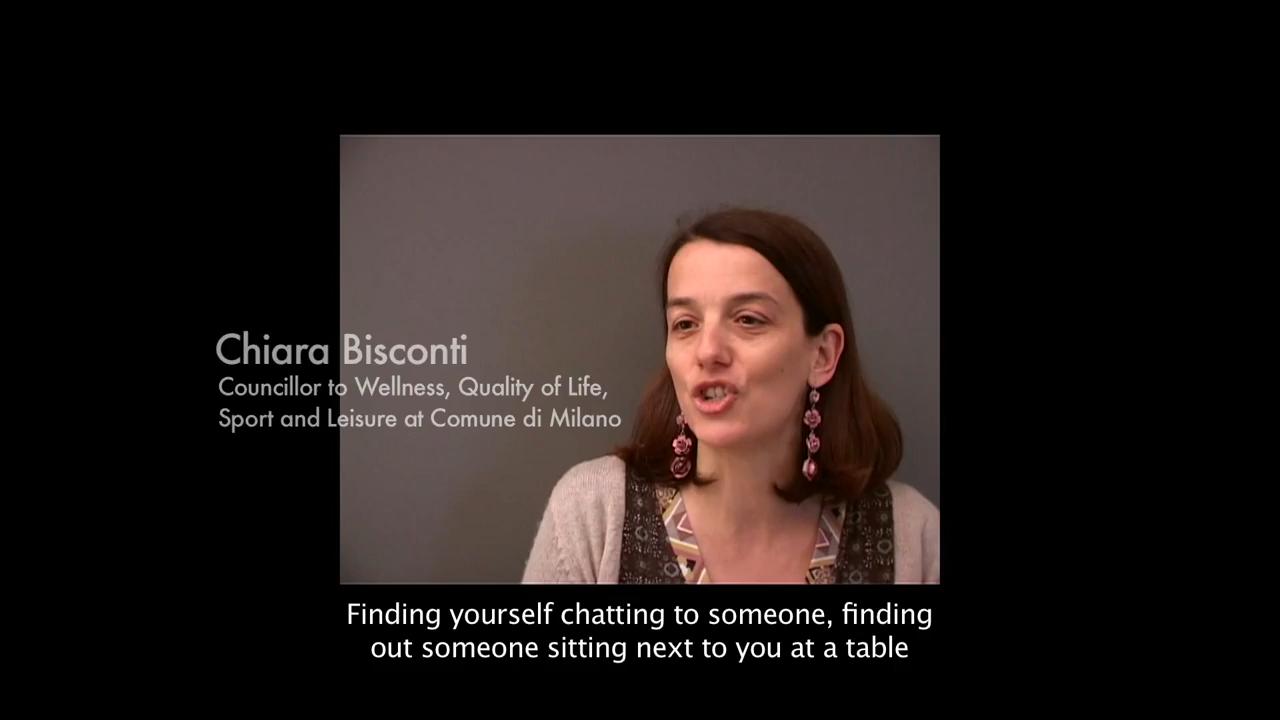 Chiara Bisconti
Councillor to Wellness, Quality of Life,
Sport and Leisure at Comune di Milano
Finding yourself chatting to someone, finding
out someone sitting next to you at a table